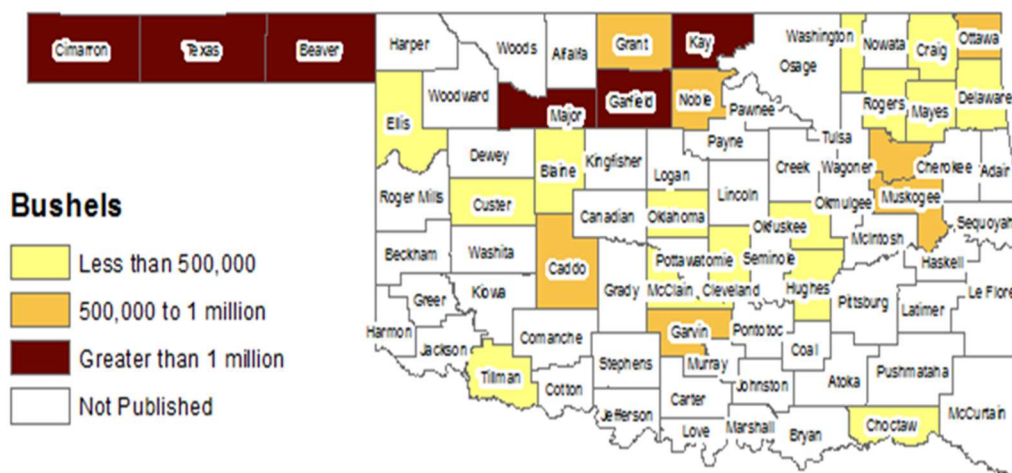 Cimarron Texas Beaver Harper Woods Alfalfa Grant Kay Washington Nowata Craig Ottawa
Osage
Woodward Major Garfield Noble Pawnee Rogers Mayes Delaware
Ellis
Dewey Blaine Kingfisher Logan Payne Creek Tulsa Wagoner Cherokee Adair
Roger Mills Custer Canadian Oklahoma Lincoln Okfuskee Okmulgee Muskogee Sequoyah
Bushels
Less than 500,000
500,000 to 1 million
Greater than 1 million
Not Published
Beckham Washita Caddo Grady Pottawatomie Seminole McIntosh Haskell
Greer Kiowa McClain Cleveland Hughes Pittsburg Latimer Le Flore
Harmon Jackson Comanche Garvin Pontotoc Coal
Tillman Cotton Stephens Murray Johnston Atoka Pushmataha
Jefferson Carter Love Marshall Bryan Choctaw McCurtain